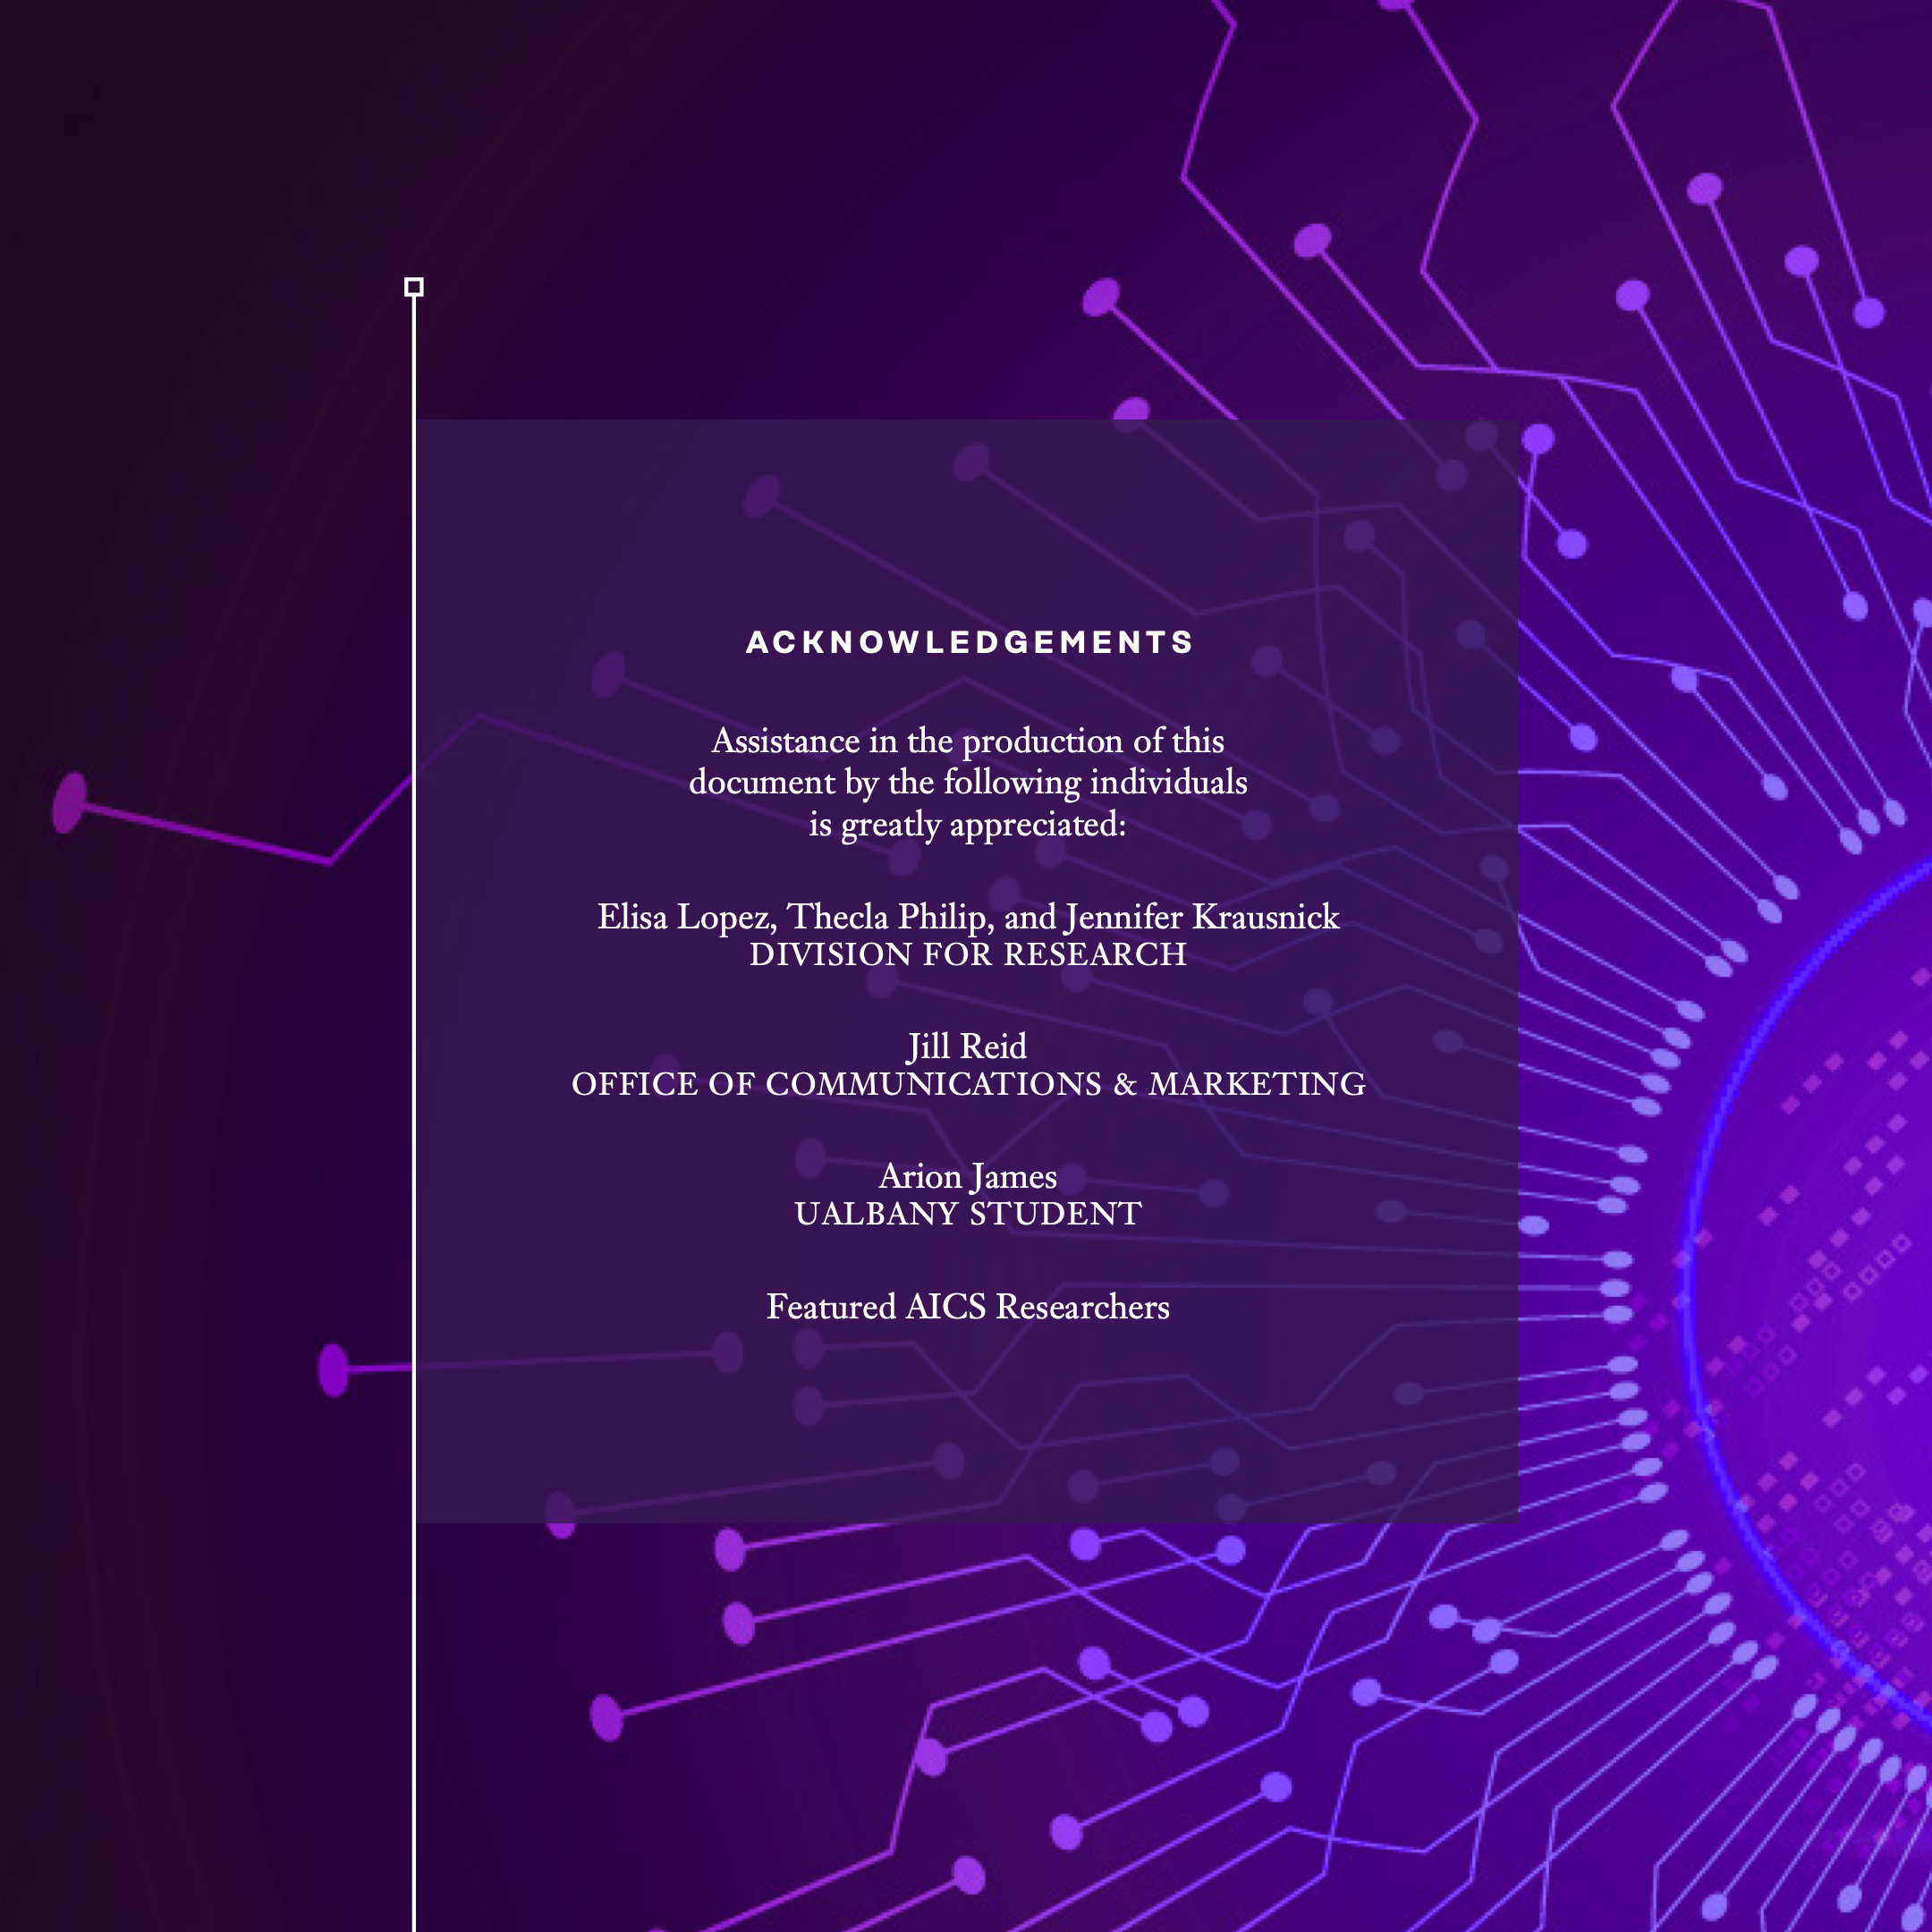 ACKNOWLEDGEMENTS
Assistance in the production of this
document by the following individuals
is greatly appreciated:
Elisa Lopez, Thecla Philip, and Jennifer Krausnick
DIVISION FOR RESEARCH
Jill Reid
OFFICE OF COMMUNICATIONS & MARKETING
Arion James
UALBANY STUDENT
Featured AICS Researchers